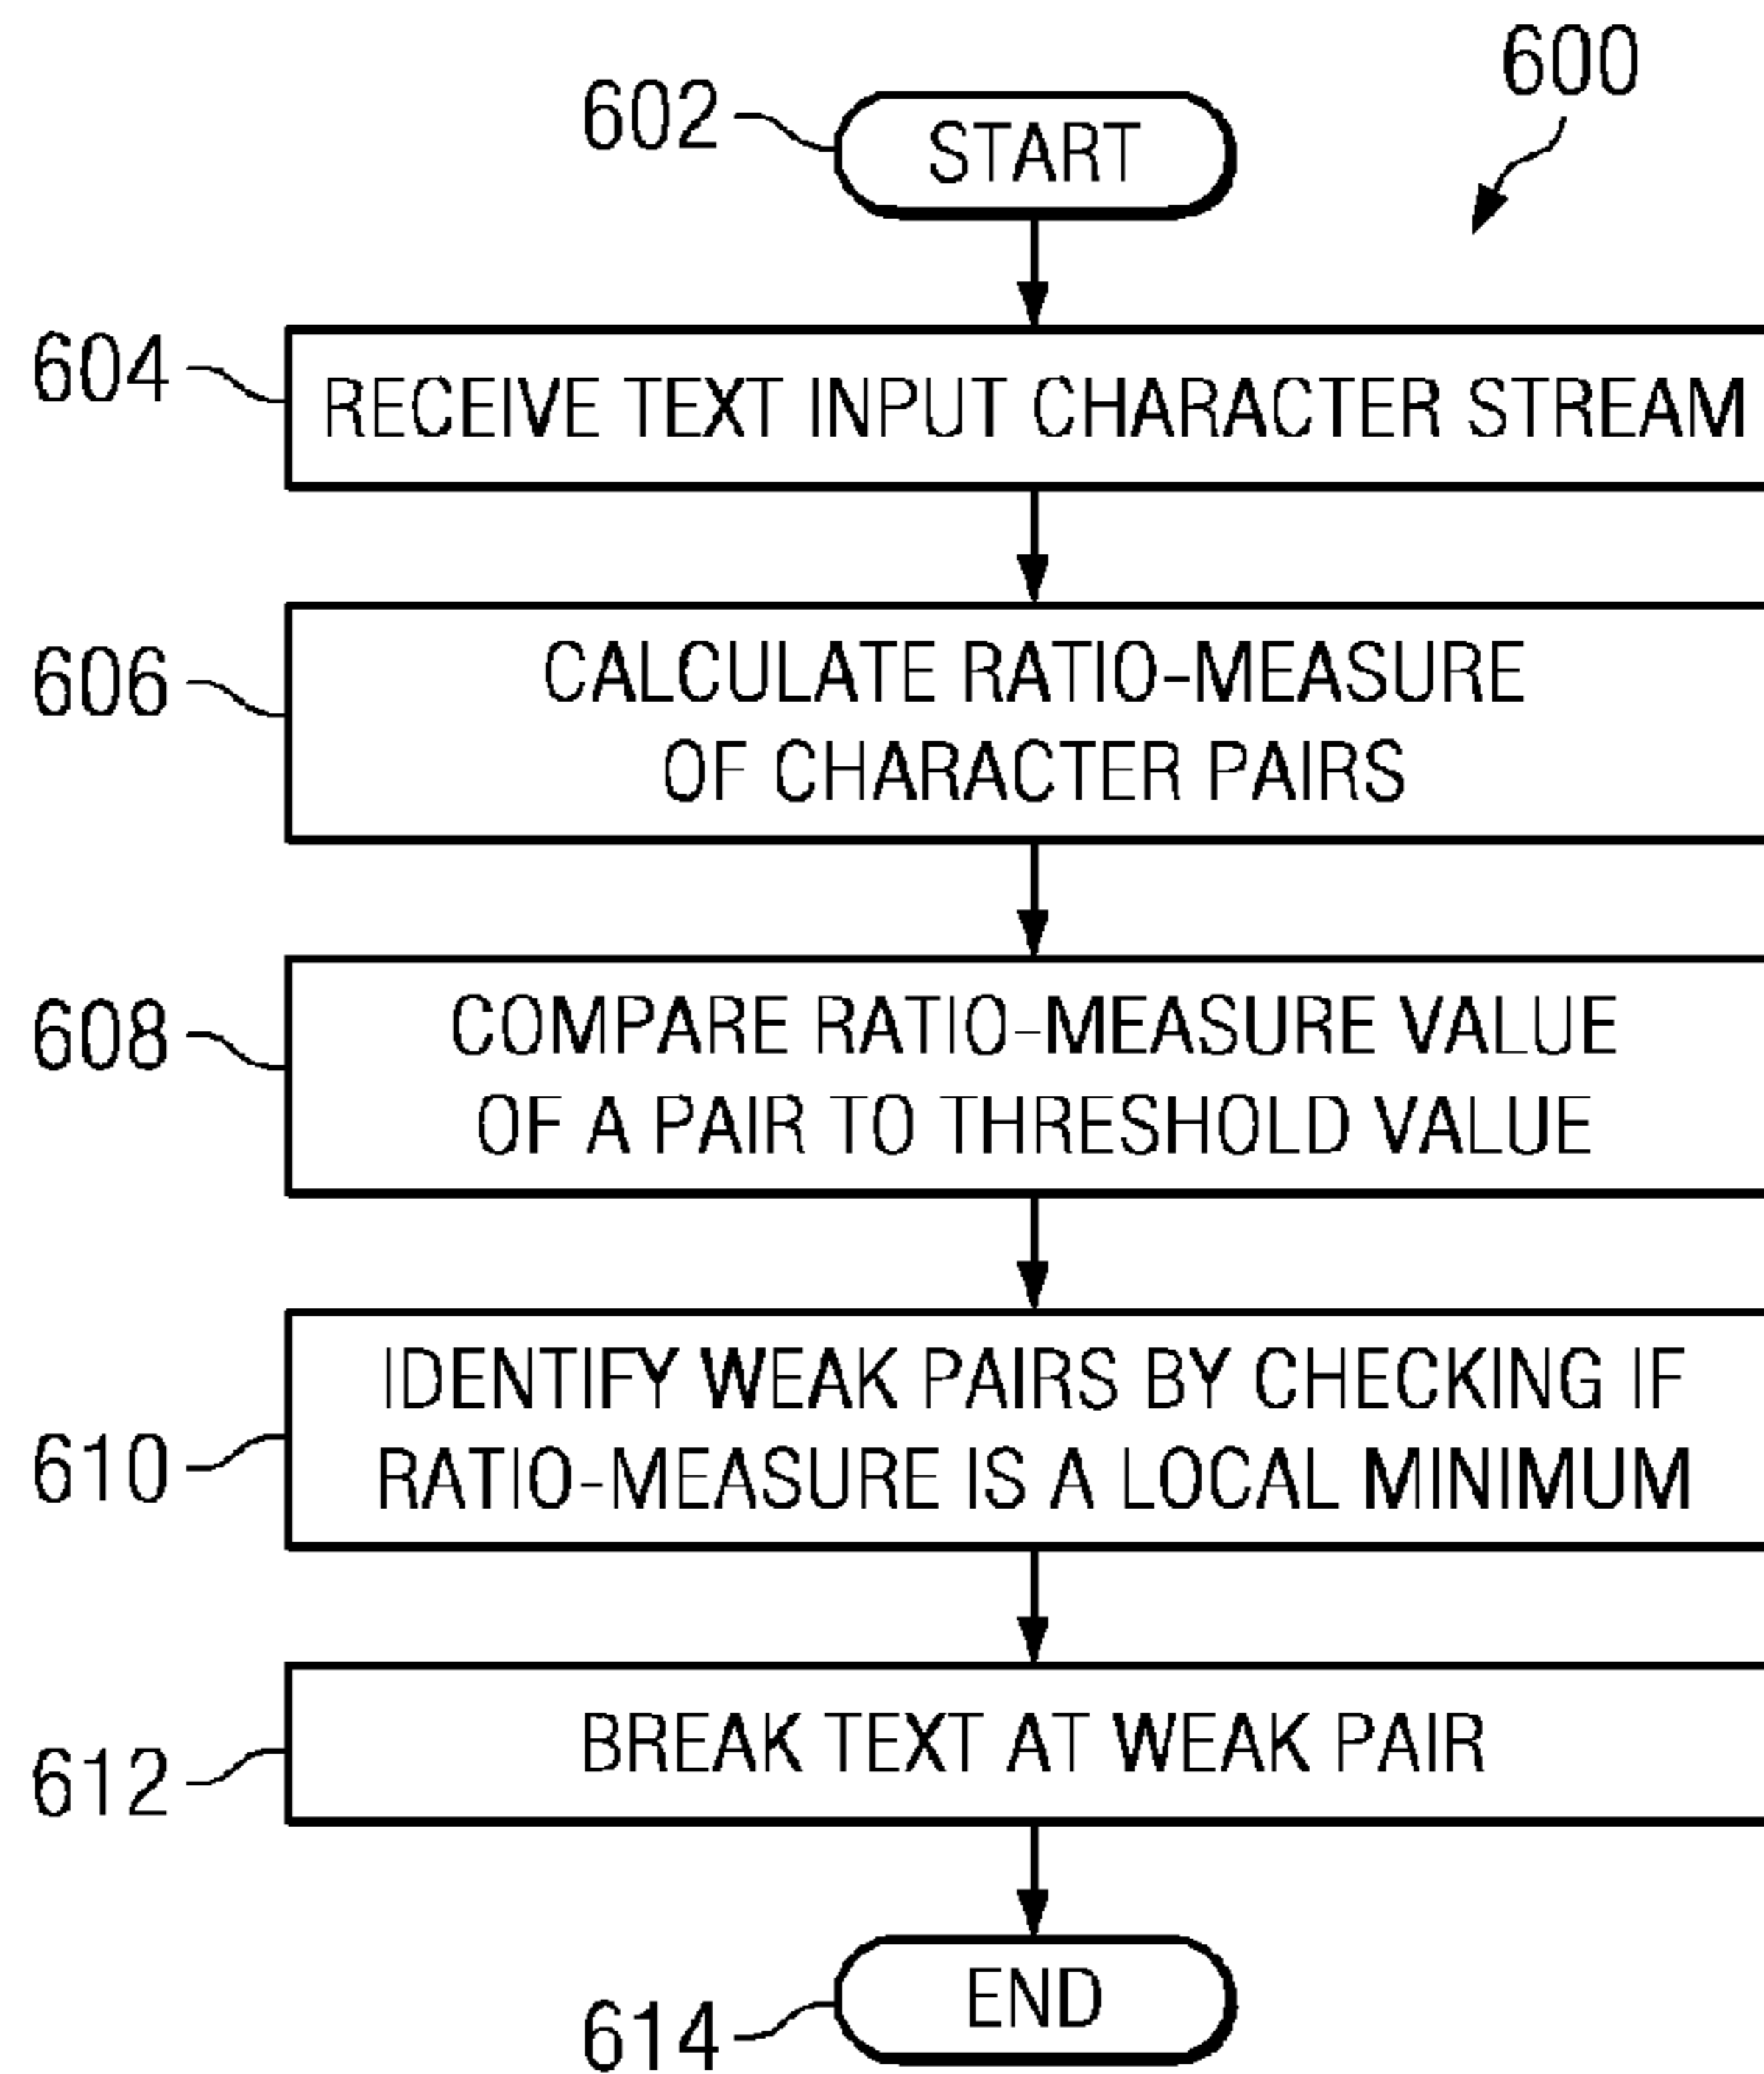 600
602
START
604
RECEIVE TEXT INPUT CHARACTER STREAM
606
CALCULATE RATIO-MEASURE
OF CHARACTER PAIRS
608
COMPARE RATIO-MEASURE VALUE
OF A PAIR TO THRESHOLD VALUE
610
IDENTIFY WEAK PAIRS BY CHECKING IF
RATIO-MEASURE IS A LOCAL MINIMUM
612
BREAK TEXT AT WEAK PAIR
614
END